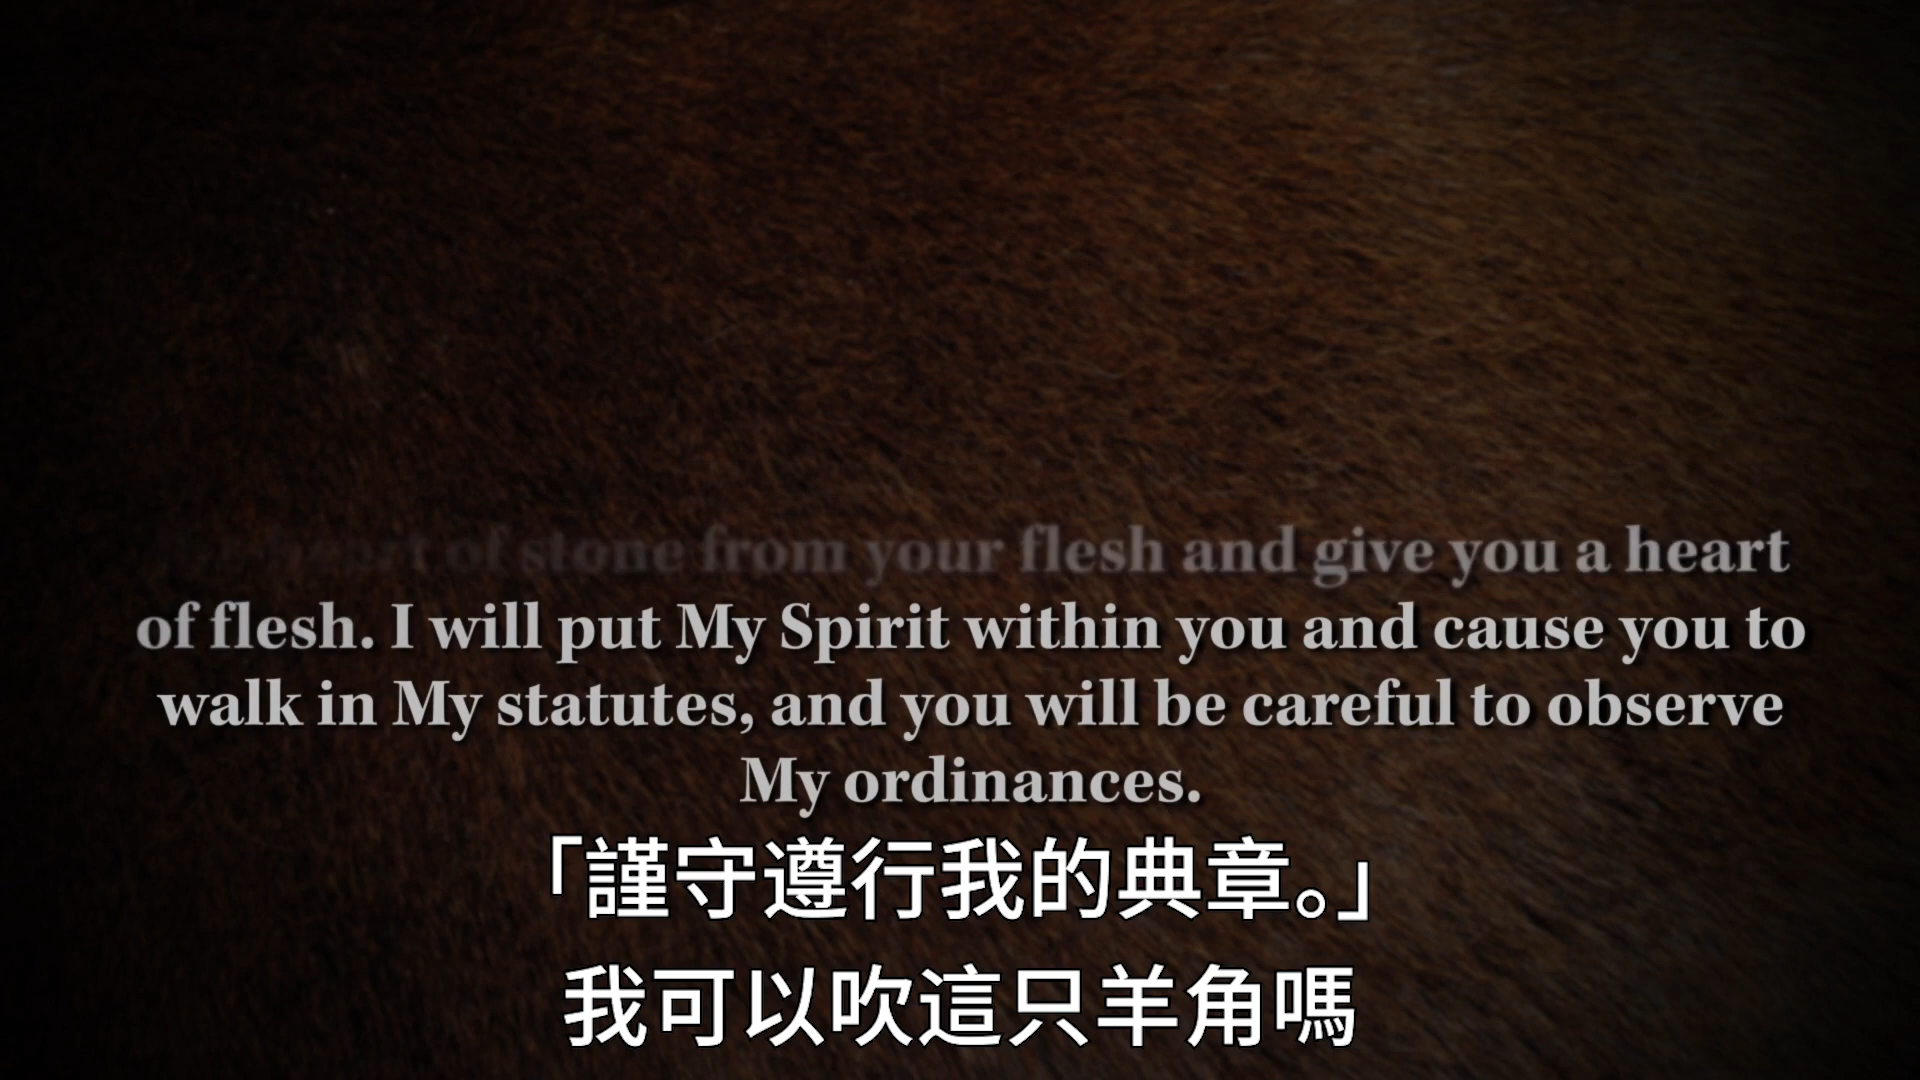 heart of stone from your flesh and give you a heart
of flesh. I will put My Spirit within you and cause you to
walk in My statutes, and you will be careful to observe
My ordinances.
「謹守遵行我的典章。」
我可以吹這只羊角嗎